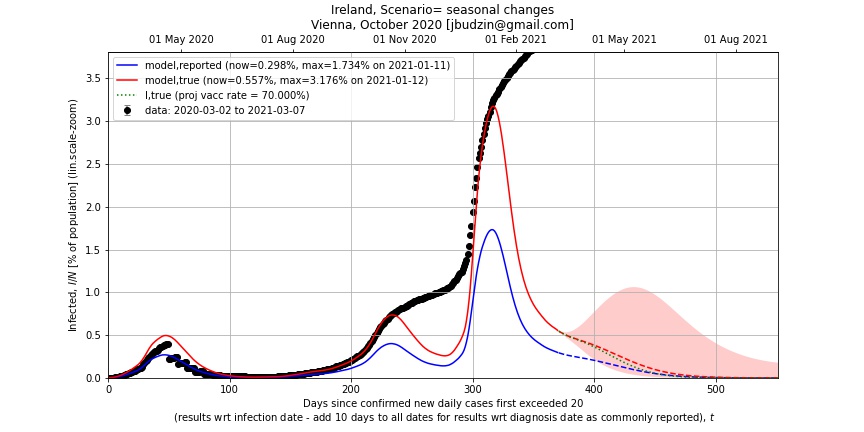 Ireland, Scenario= seasonal changes
Vienna, October 2020 [jbudzin@gmail.com]
01 May 2020 01 Aug 2020 01 Nov 2020 01 Feb 2021 01 May 2021 01 Aug 2021
model,reported (now=0.298%, max=1.734% on 2021-01-11)
model,true (now=0.557%, max=3.176% on 2021-01-12)
I,true (proj vacc rate = 70.000%)
data: 2020-03-02 to 2021-03-07
Infected, I/N [% of population] (lin.scale-zoom)
3.5
3.0
2.5
2.0
1.5
1.0
0.5
0.0
0 100 200 300 400 500
Days since confirmed new daily cases first exceeded 20
(results wrt infection date - add 10 days to all dates for results wrt diagnosis date as commonly reported), t